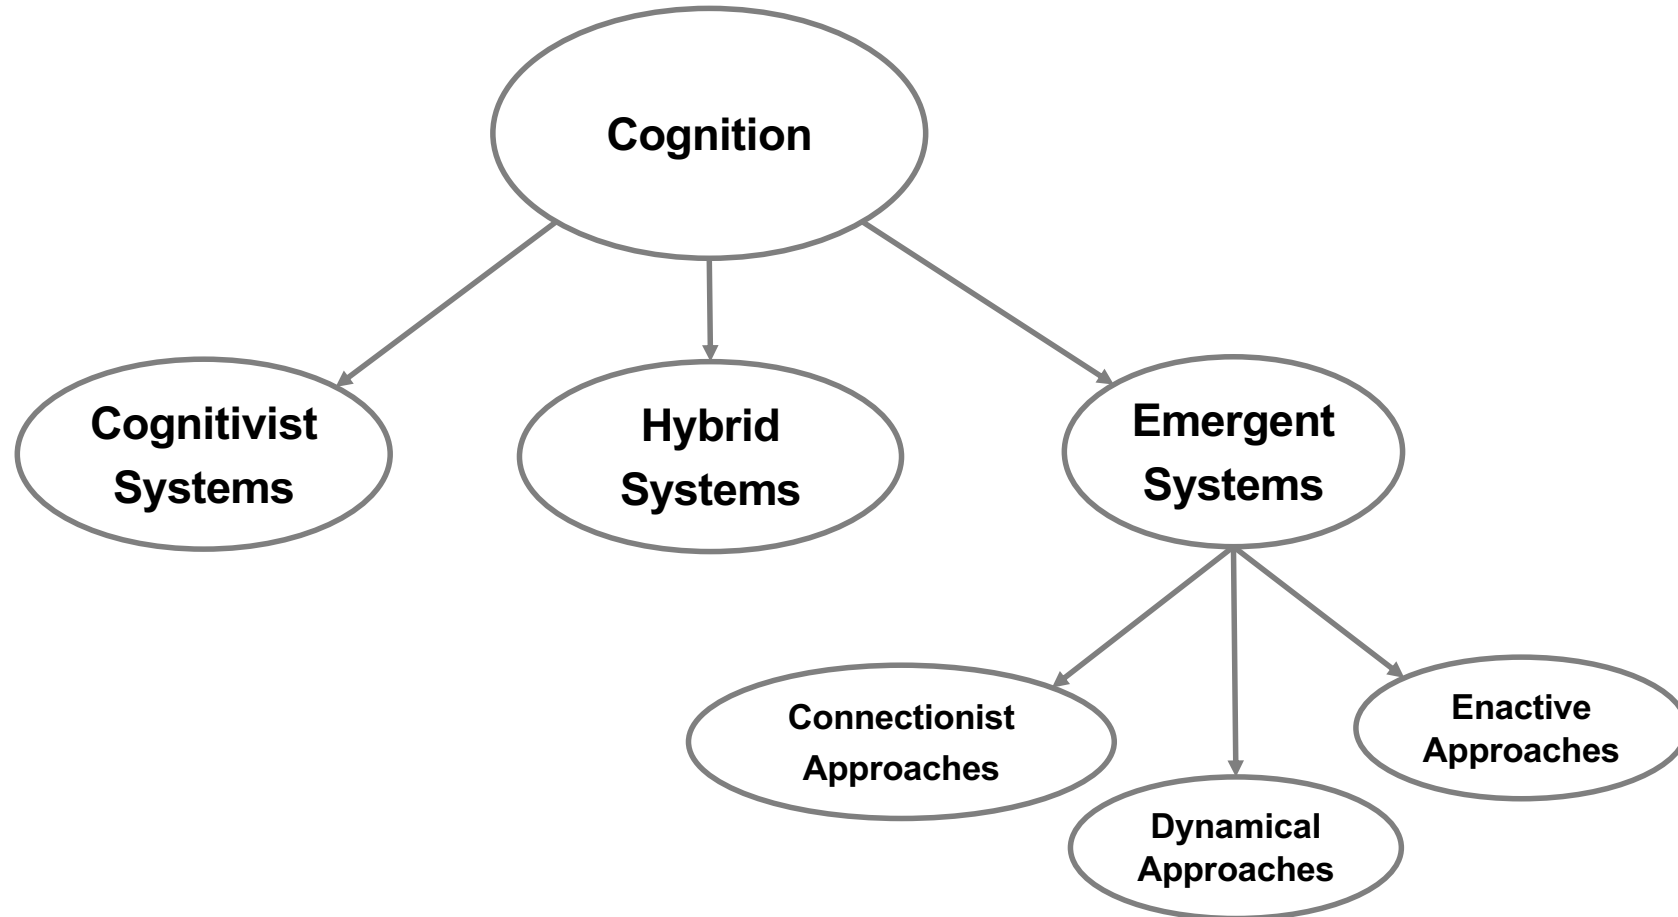 Cognition
Cognitivist
Systems
Hybrid
Systems
Emergent
Systems
Connectionist
Approaches
Dynamical
Approaches
Enactive
Approaches